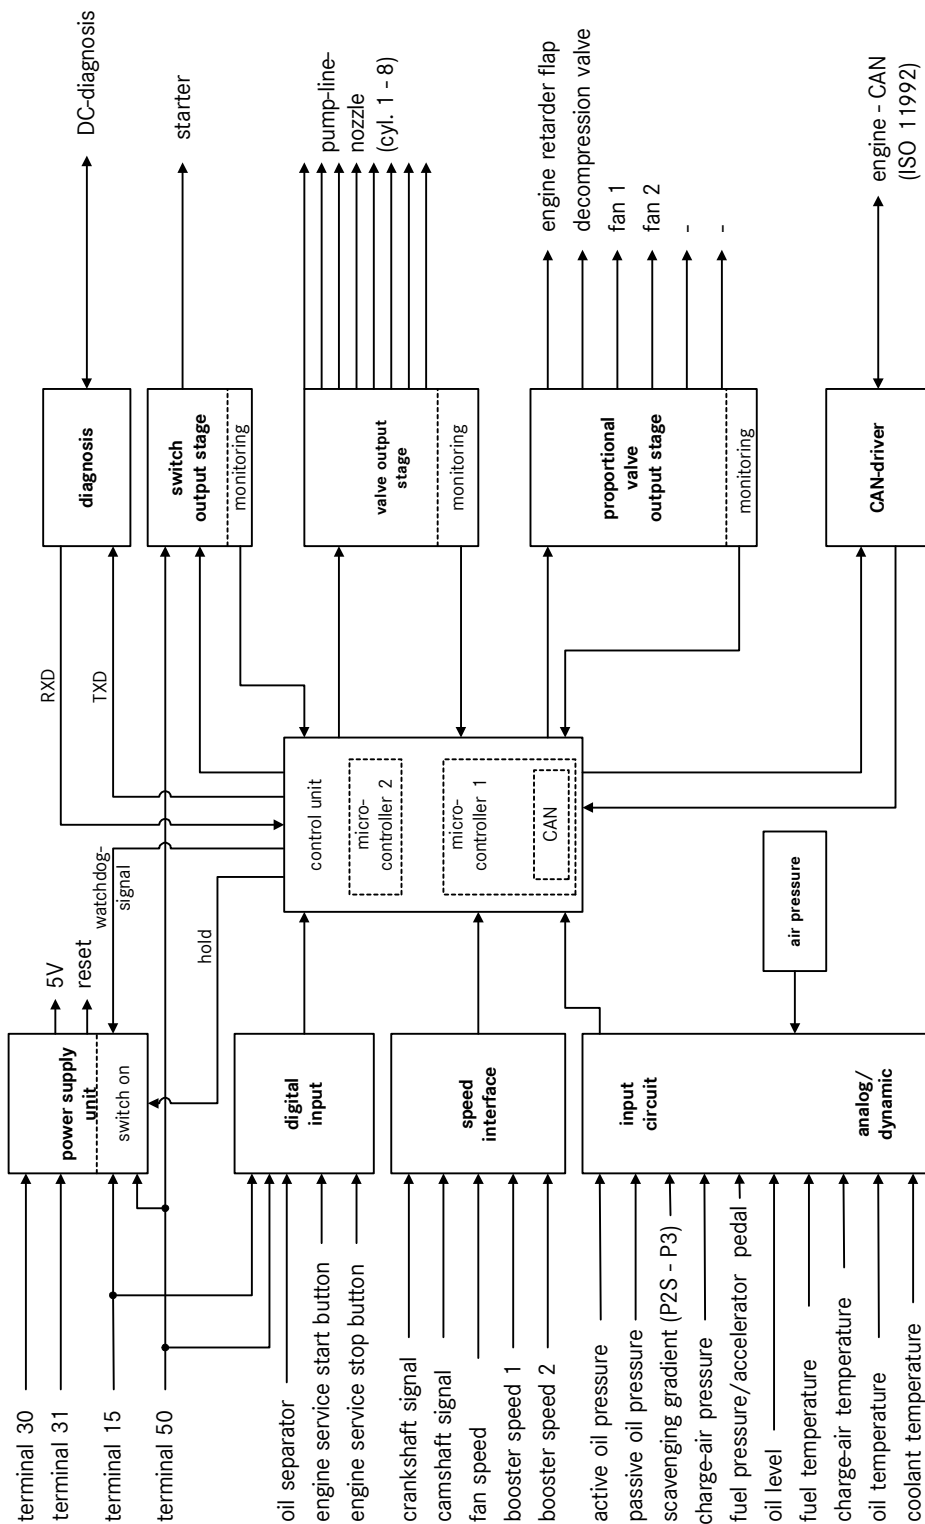 terminal 30
terminal 31
terminal 15
terminal 50
oil separator
engine service start button
engine service stop button
crankshaft signal
camshaft signal
fan speed
booster speed 1
booster speed 2
active oil pressure
passive oil pressure
scavenging gradient (P2S - P3)
charge-air pressure
fuel pressure/accelerator pedal
oil level
fuel temperature
charge-air temperature
oil temperature
coolant temperature
power supply
unit
switch on
digital
input
speed
interface
input
circuit
analog/
dynamic
5V
reset
watchdog-
signal
hold
air pressure
RXD
TXD
control unit
micro-
controller 2
micro-
controller 1
CAN
diagnosis
switch
output stage
monitoring
valve output
stage
monitoring
proportional
valve
output stage
monitoring
CAN-driver
DC-diagnosis
starter
pump-line-
nozzle
(cyl. 1 - 8)
engine retarder flap
decompression valve
fan 1
fan 2
-
-
engine - CAN
(ISO 11992)